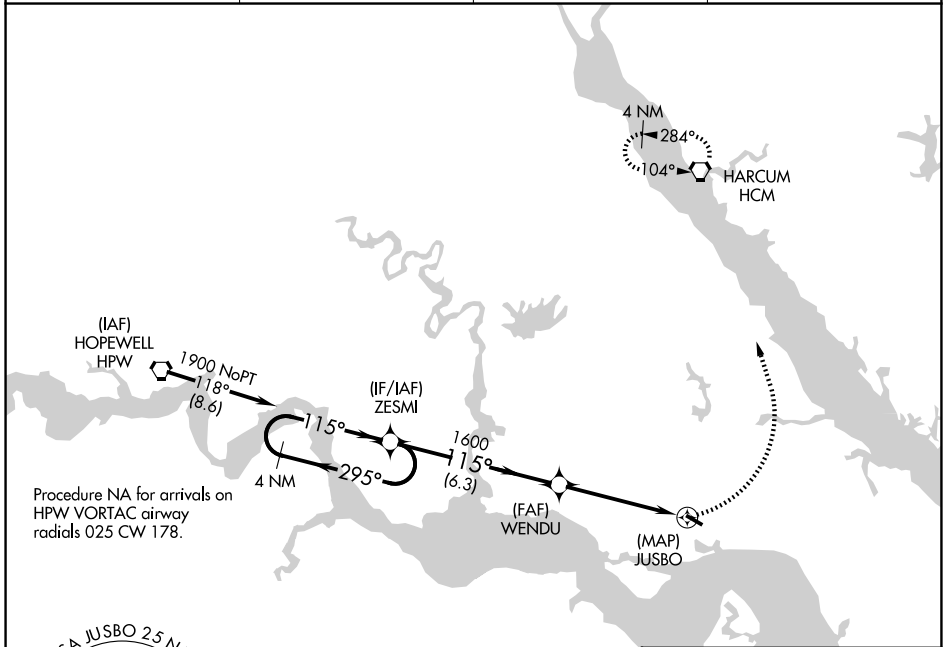 4 NM
284°
104°
HARCUM
HCM
(IAF)
HOPEWELL
HPW
1900 NoPT
118°
(8.6)
(IF/IAF)
ZESMI
115°
295°
4 NM
1600
115°
(6.3)
(FAF)
WENDU
(MAP)
JUSBO
Procedure NA for arrivals on
HPW VORTAC airway
radials 025 CW 178.
JUSBO 25